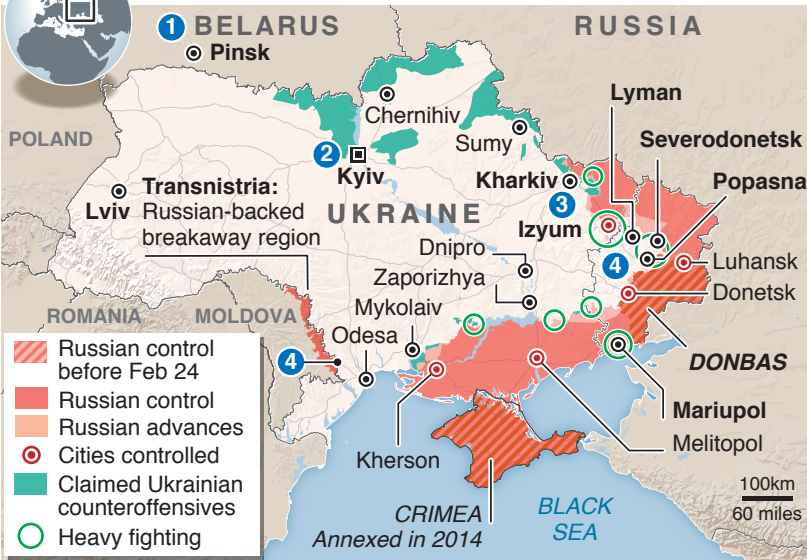 1 BELARUS
RUSSIA
Pinsk
Lyman
Chernihiv
POLAND
Sumy
Severodonetsk
2
Kyiv
Kharkiv
Popasna
Transnistria:
Russian-backed
breakaway region
Lviv
3
UKRAINE
Izyum
Dnipro
4
Luhansk
Zaporizhya
Donetsk
Mykolaiv
ROMANIA
MOLDOVA
Odesa
4
DONBAS
Russian control
before Feb 24
Russian control
Russian advances
Cities controlled
Claimed Ukrainian
counteroffensives
Heavy fighting
Mariupol
Melitopol
Kherson
CRIMEA
Annexed in 2014
BLACK
SEA
100km
60 miles